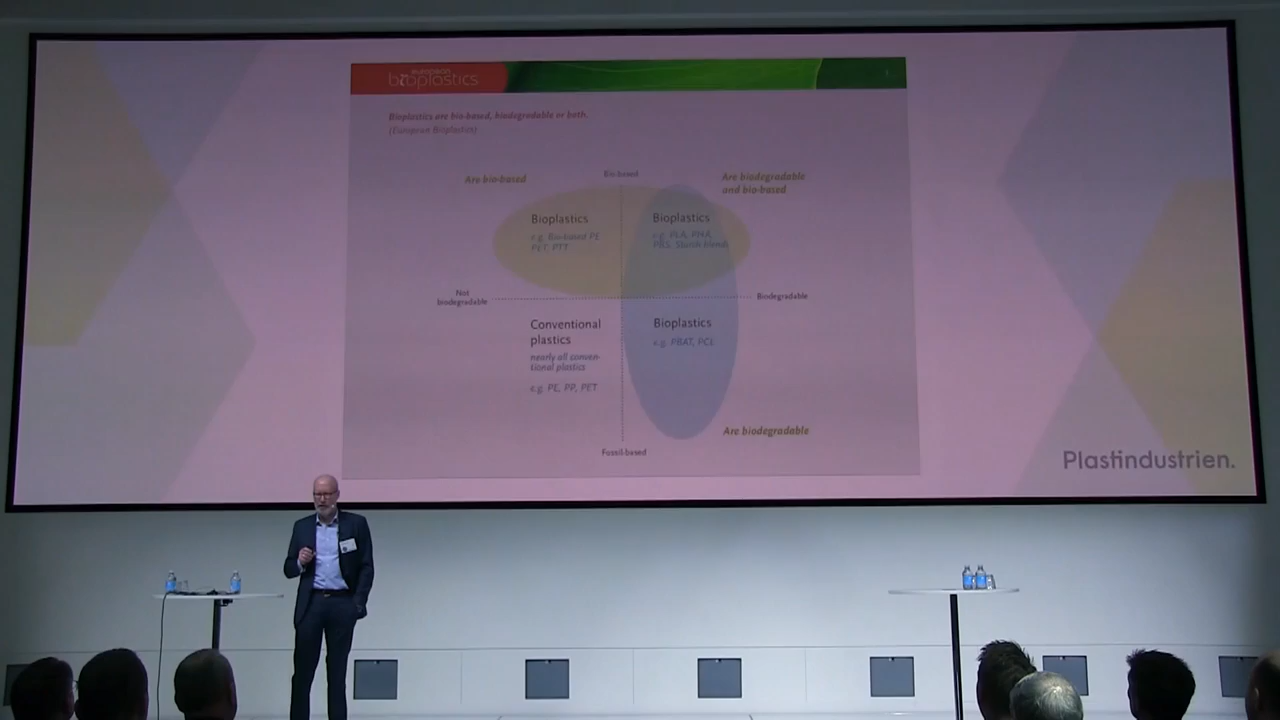 european
bioplastics
Bioplastics are bio-based, biodegradable or both.
(European Bioplastics)
Bio-based
Are bio-based
Are biodegradable
and bio-based
Bioplastics
e.g. Bio-based PE
PET, PTT
Bioplastics
e.g. PLA, PHA,
PBS, Starch blends
Not
biodegradable
Biodegradable
Conventional
plastics
nearly all conven-
tional plastics
e.g. PE, PP, PET
Bioplastics
e.g. PBAT, PCL
Are biodegradable
Fossil-based
Plastindustrien.